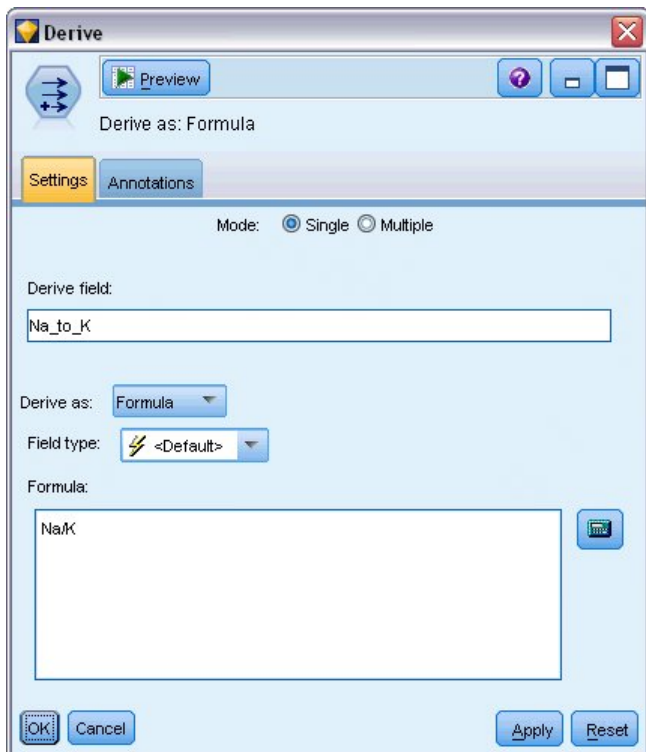 Derive
Preview
Derive as: Formula
Settings Annotations
Mode: Single Multiple
Derive field:
Na_to_K
Derive as: Formula
Field type: <Default>
Formula:
Na/K
OK Cancel Apply Reset